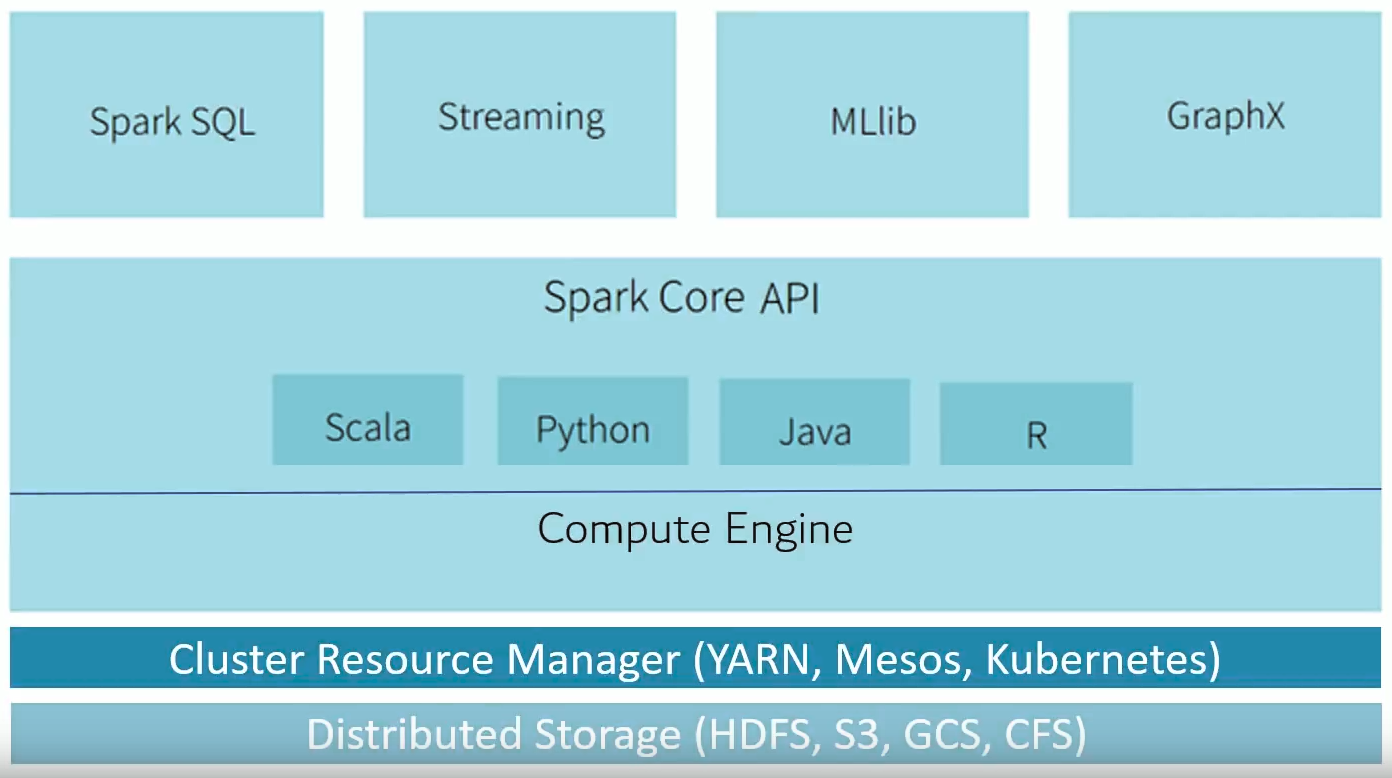 Spark SQL
Streaming
MLlib
GraphX
Spark Core API
Scala
Python
Java
R
Compute Engine
Cluster Resource Manager (YARN, Mesos, Kubernetes)
Distributed Storage (HDFS, S3, GCS, CFS)